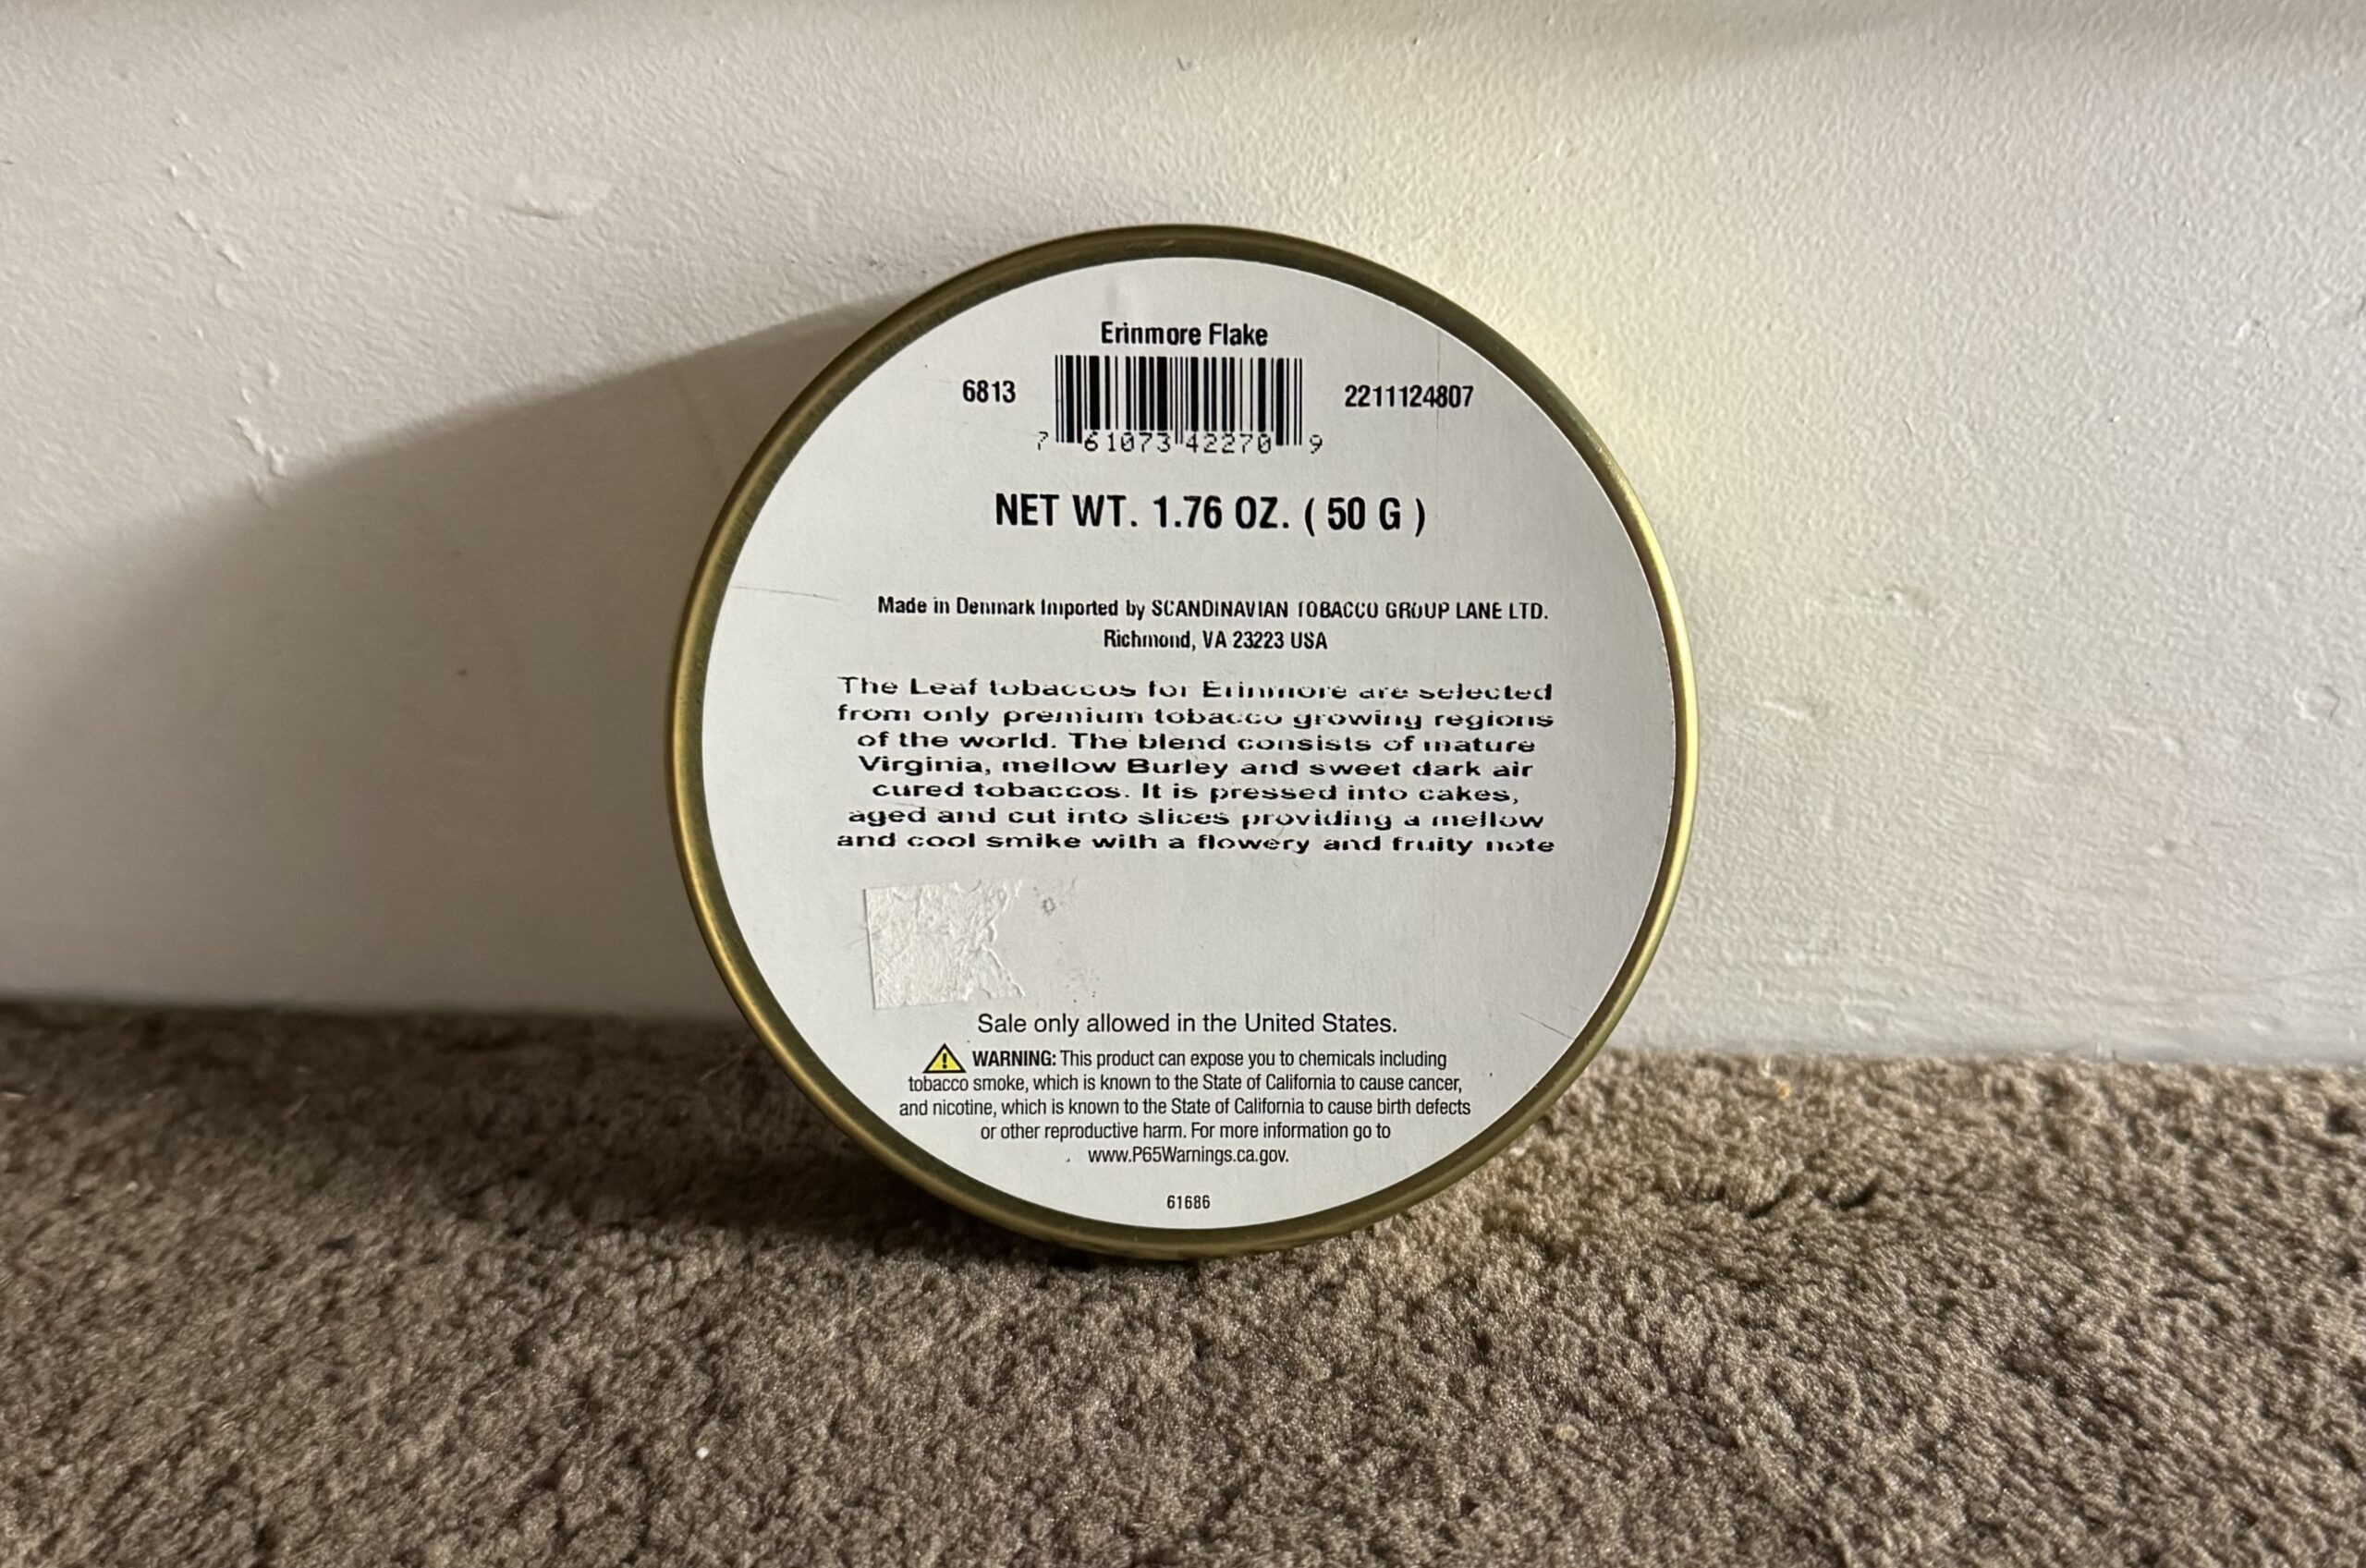 Erinmore Flake
6813
2211124807
7 61073 42270 9
NET WT. 1.76 OZ. ( 50 G )
Made in Denmark Imported by SCANDINAVIAN TOBACCO GROUP LANE LTD.
Richmond, VA 23223 USA
The Leaf tobaccos for Erinmore are selected
from only premium tobacco growing regions
of the world. The blend consists of mature
Virginia, mellow Burley and sweet dark air
cured tobaccos. It is pressed into cakes,
aged and cut into slices providing a mellow
and cool smike with a flowery and fruity note
Sale only allowed in the United States.
WARNING: This product can expose you to chemicals including
tobacco smoke, which is known to the State of California to cause cancer,
and nicotine, which is known to the State of California to cause birth defects
or other reproductive harm. For more information go to
www.P65Warnings.ca.gov.
61686